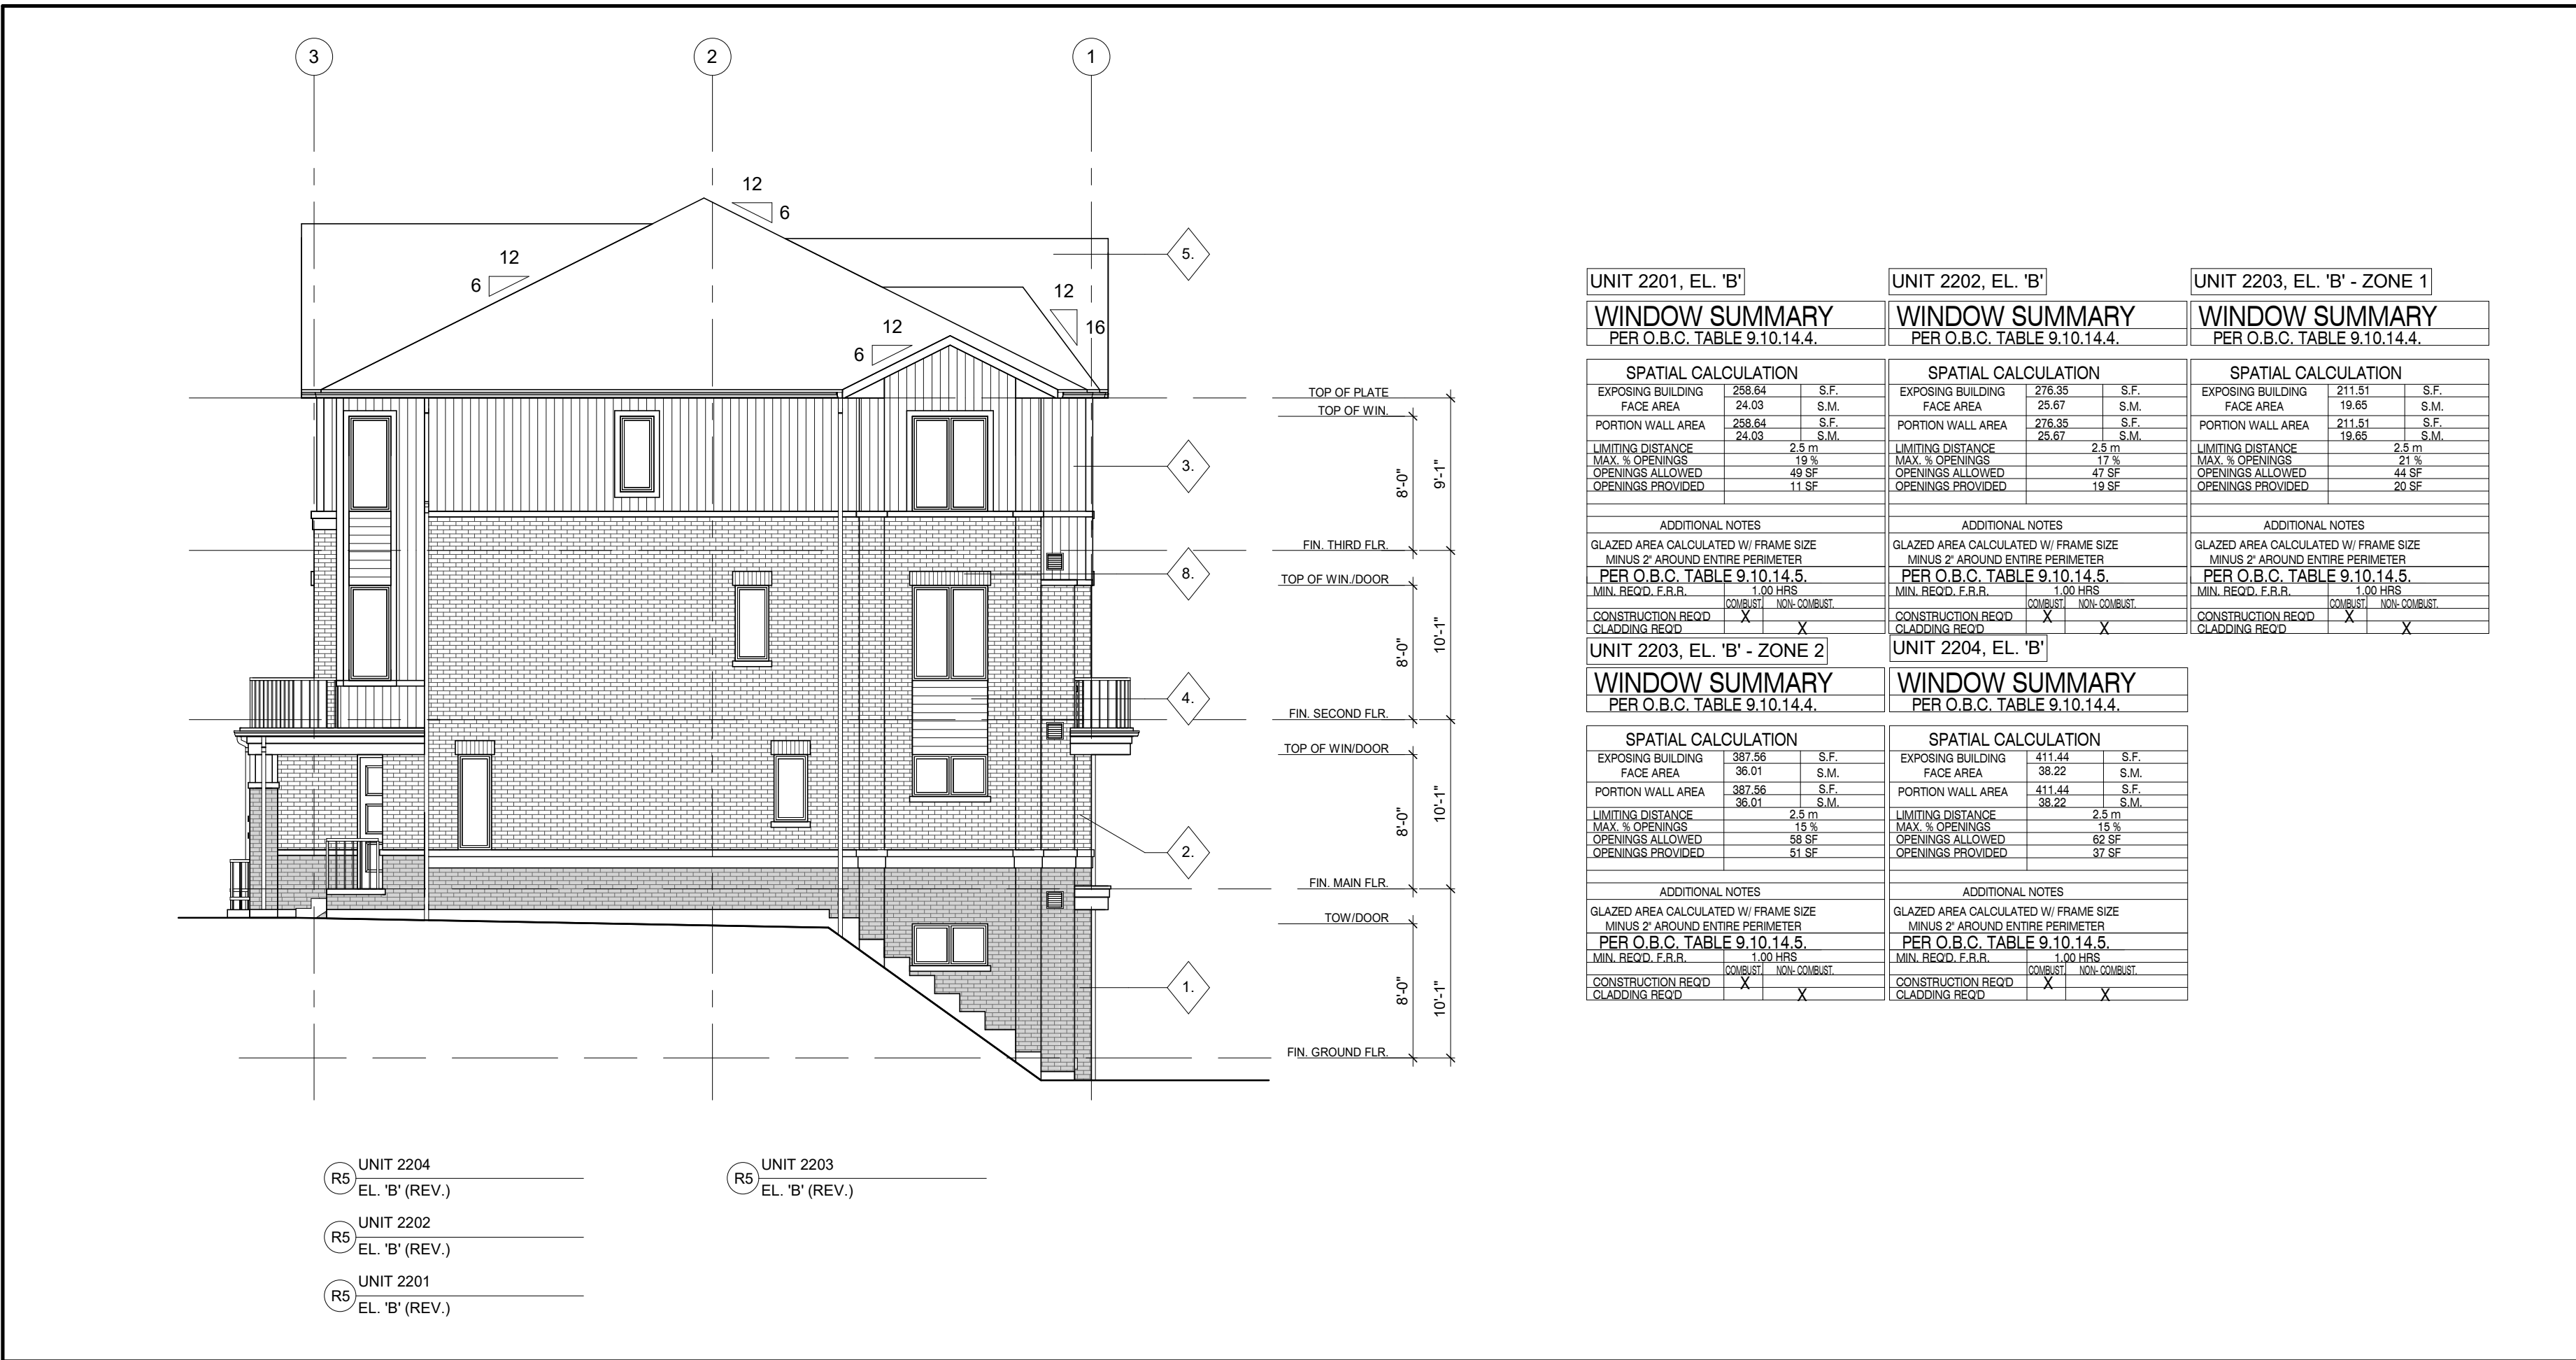 3
2
1
12
6
12
6
12
16
12
6
5.
3.
8.
4.
2.
1.
TOP OF PLATE
TOP OF WIN.
8'-0"
9'-1"
FIN. THIRD FLR.
TOP OF WIN./DOOR
8'-0"
10'-1"
FIN. SECOND FLR.
TOP OF WIN/DOOR
8'-0"
10'-1"
FIN. MAIN FLR.
TOW/DOOR
8'-0"
10'-1"
FIN. GROUND FLR.
R5
UNIT 2204
EL. 'B' (REV.)
R5
UNIT 2203
EL. 'B' (REV.)
R5
UNIT 2202
EL. 'B' (REV.)
R5
UNIT 2201
EL. 'B' (REV.)
UNIT 2201, EL. 'B'
WINDOW SUMMARY
PER O.B.C. TABLE 9.10.14.4.
SPATIAL CALCULATION
EXPOSING BUILDING 258.64 S.F.
FACE AREA 24.03 S.M.
PORTION WALL AREA 258.64 S.F.
24.03 S.M.
LIMITING DISTANCE 2.5 m
MAX. % OPENINGS 19 %
OPENINGS ALLOWED 49 SF
OPENINGS PROVIDED 11 SF
ADDITIONAL NOTES
GLAZED AREA CALCULATED W/ FRAME SIZE
MINUS 2" AROUND ENTIRE PERIMETER
PER O.B.C. TABLE 9.10.14.5.
MIN. REQ'D. F.R.R. 1.00 HRS
COMBUST. NON- COMBUST.
CONSTRUCTION REQ'D X
CLADDING REQ'D X
UNIT 2202, EL. 'B'
WINDOW SUMMARY
PER O.B.C. TABLE 9.10.14.4.
SPATIAL CALCULATION
EXPOSING BUILDING 276.35 S.F.
FACE AREA 25.67 S.M.
PORTION WALL AREA 276.35 S.F.
25.67 S.M.
LIMITING DISTANCE 2.5 m
MAX. % OPENINGS 17 %
OPENINGS ALLOWED 47 SF
OPENINGS PROVIDED 19 SF
ADDITIONAL NOTES
GLAZED AREA CALCULATED W/ FRAME SIZE
MINUS 2" AROUND ENTIRE PERIMETER
PER O.B.C. TABLE 9.10.14.5.
MIN. REQ'D. F.R.R. 1.00 HRS
COMBUST. NON- COMBUST.
CONSTRUCTION REQ'D X
CLADDING REQ'D X
UNIT 2203, EL. 'B' - ZONE 1
WINDOW SUMMARY
PER O.B.C. TABLE 9.10.14.4.
SPATIAL CALCULATION
EXPOSING BUILDING 211.51 S.F.
FACE AREA 19.65 S.M.
PORTION WALL AREA 211.51 S.F.
19.65 S.M.
LIMITING DISTANCE 2.5 m
MAX. % OPENINGS 21 %
OPENINGS ALLOWED 44 SF
OPENINGS PROVIDED 20 SF
ADDITIONAL NOTES
GLAZED AREA CALCULATED W/ FRAME SIZE
MINUS 2" AROUND ENTIRE PERIMETER
PER O.B.C. TABLE 9.10.14.5.
MIN. REQ'D. F.R.R. 1.00 HRS
COMBUST. NON- COMBUST.
CONSTRUCTION REQ'D X
CLADDING REQ'D X
UNIT 2203, EL. 'B' - ZONE 2
WINDOW SUMMARY
PER O.B.C. TABLE 9.10.14.4.
SPATIAL CALCULATION
EXPOSING BUILDING 387.56 S.F.
FACE AREA 36.01 S.M.
PORTION WALL AREA 387.56 S.F.
36.01 S.M.
LIMITING DISTANCE 2.5 m
MAX. % OPENINGS 15 %
OPENINGS ALLOWED 58 SF
OPENINGS PROVIDED 51 SF
ADDITIONAL NOTES
GLAZED AREA CALCULATED W/ FRAME SIZE
MINUS 2" AROUND ENTIRE PERIMETER
PER O.B.C. TABLE 9.10.14.5.
MIN. REQ'D. F.R.R. 1.00 HRS
COMBUST. NON- COMBUST.
CONSTRUCTION REQ'D X
CLADDING REQ'D X
UNIT 2204, EL. 'B'
WINDOW SUMMARY
PER O.B.C. TABLE 9.10.14.4.
SPATIAL CALCULATION
EXPOSING BUILDING 411.44 S.F.
FACE AREA 38.22 S.M.
PORTION WALL AREA 411.44 S.F.
38.22 S.M.
LIMITING DISTANCE 2.5 m
MAX. % OPENINGS 15 %
OPENINGS ALLOWED 62 SF
OPENINGS PROVIDED 37 SF
ADDITIONAL NOTES
GLAZED AREA CALCULATED W/ FRAME SIZE
MINUS 2" AROUND ENTIRE PERIMETER
PER O.B.C. TABLE 9.10.14.5.
MIN. REQ'D. F.R.R. 1.00 HRS
COMBUST. NON- COMBUST.
CONSTRUCTION REQ'D X
CLADDING REQ'D X